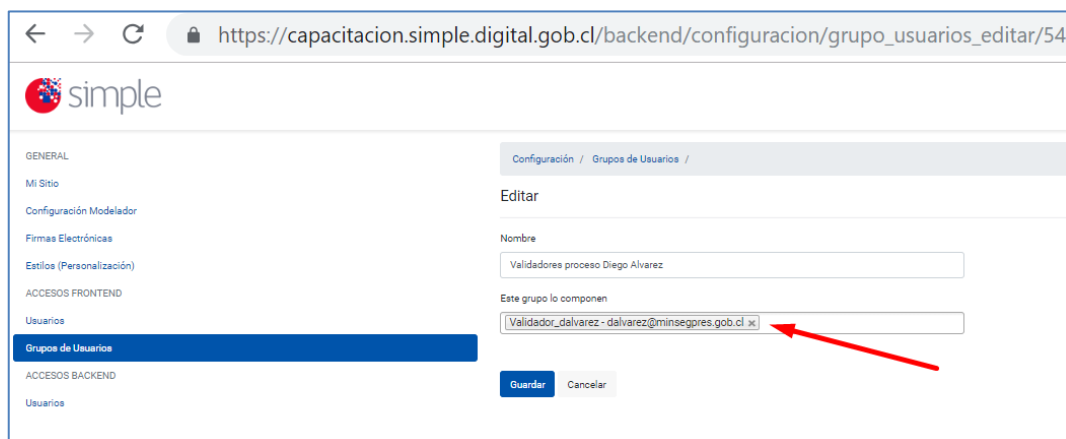 https://capacitacion.simple.digital.gob.cl/backend/configuracion/grupo_usuarios_editar/54
simple
GENERAL
Mi Sitio
Configuración Modelador
Firmas Electrónicas
Estilos (Personalización)
ACCESOS FRONTEND
Usuarios
Grupos de Usuarios
ACCESOS BACKEND
Usuarios
Configuración / Grupos de Usuarios /
Editar
Nombre
Validadores proceso Diego Alvarez
Este grupo lo componen
Validador_dalvarez - dalvarez@minsegpres.gob.cl ×
Guardar Cancelar